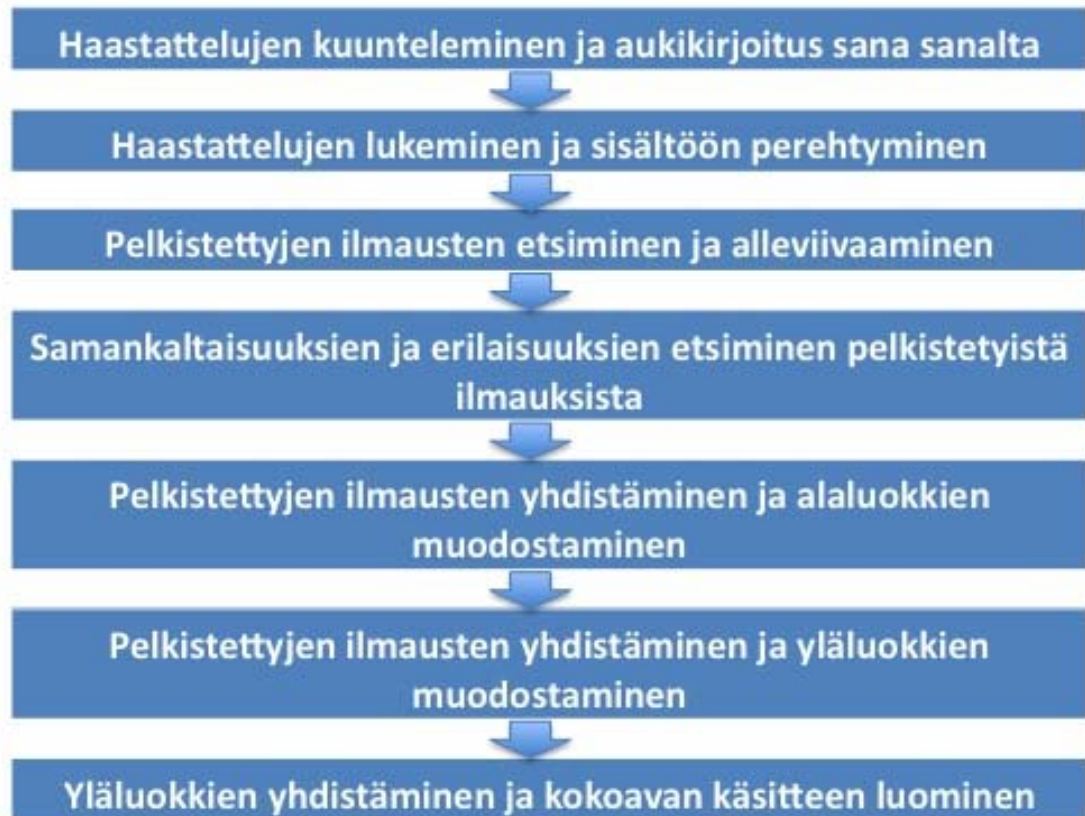 Haastattelujen kuunteleminen ja aukikirjoitus sana sanalta
Haastattelujen lukeminen ja sisältöön perehtyminen
Pelkistettyjen ilmausten etsiminen ja alleviivaaminen
Samankaltaisuuksien ja erilaisuuksien etsiminen pelkistetyistä
ilmauksista
Pelkistettyjen ilmausten yhdistäminen ja alaluokkien
muodostaminen
Pelkistettyjen ilmausten yhdistäminen ja yläluokkien
muodostaminen
Yläluokkien yhdistäminen ja kokoavan käsitteen luominen